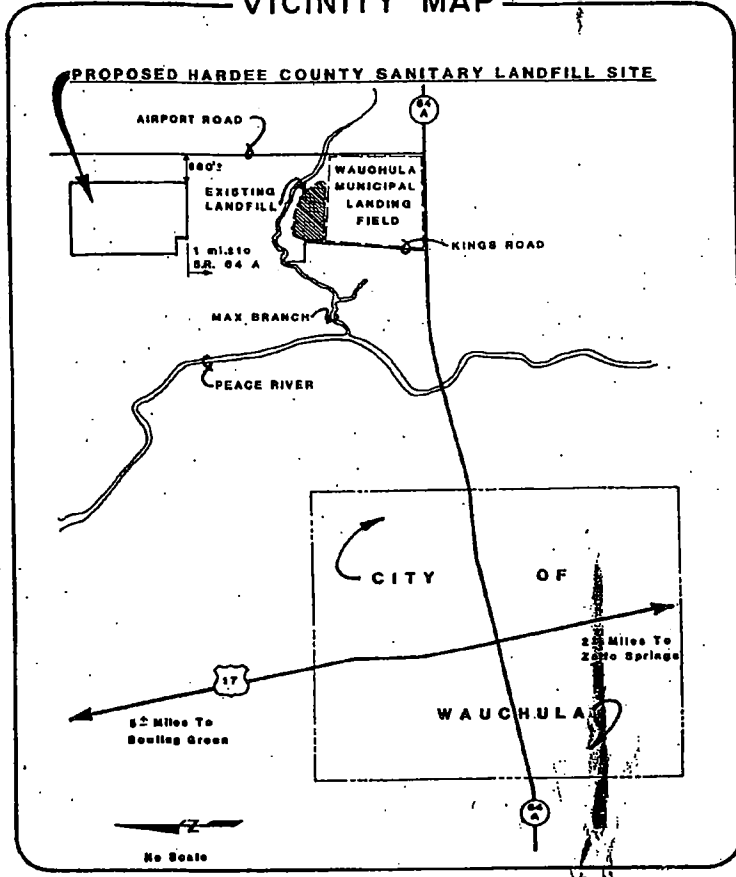 VICINITY MAP
PROPOSED HARDEE COUNTY SANITARY LANDFILL SITE
64
A
AIRPORT ROAD
660'±
EXISTING
LANDFILL
WAUCHULA
MUNICIPAL
LANDING
FIELD
1 mi.± to
S.R. 64 A
KINGS ROAD
MAX BRANCH
PEACE RIVER
CITY OF
WAUCHULA
17
Miles To
Springs
5± Miles To
Bowling Green
64
A
Z
No Scale